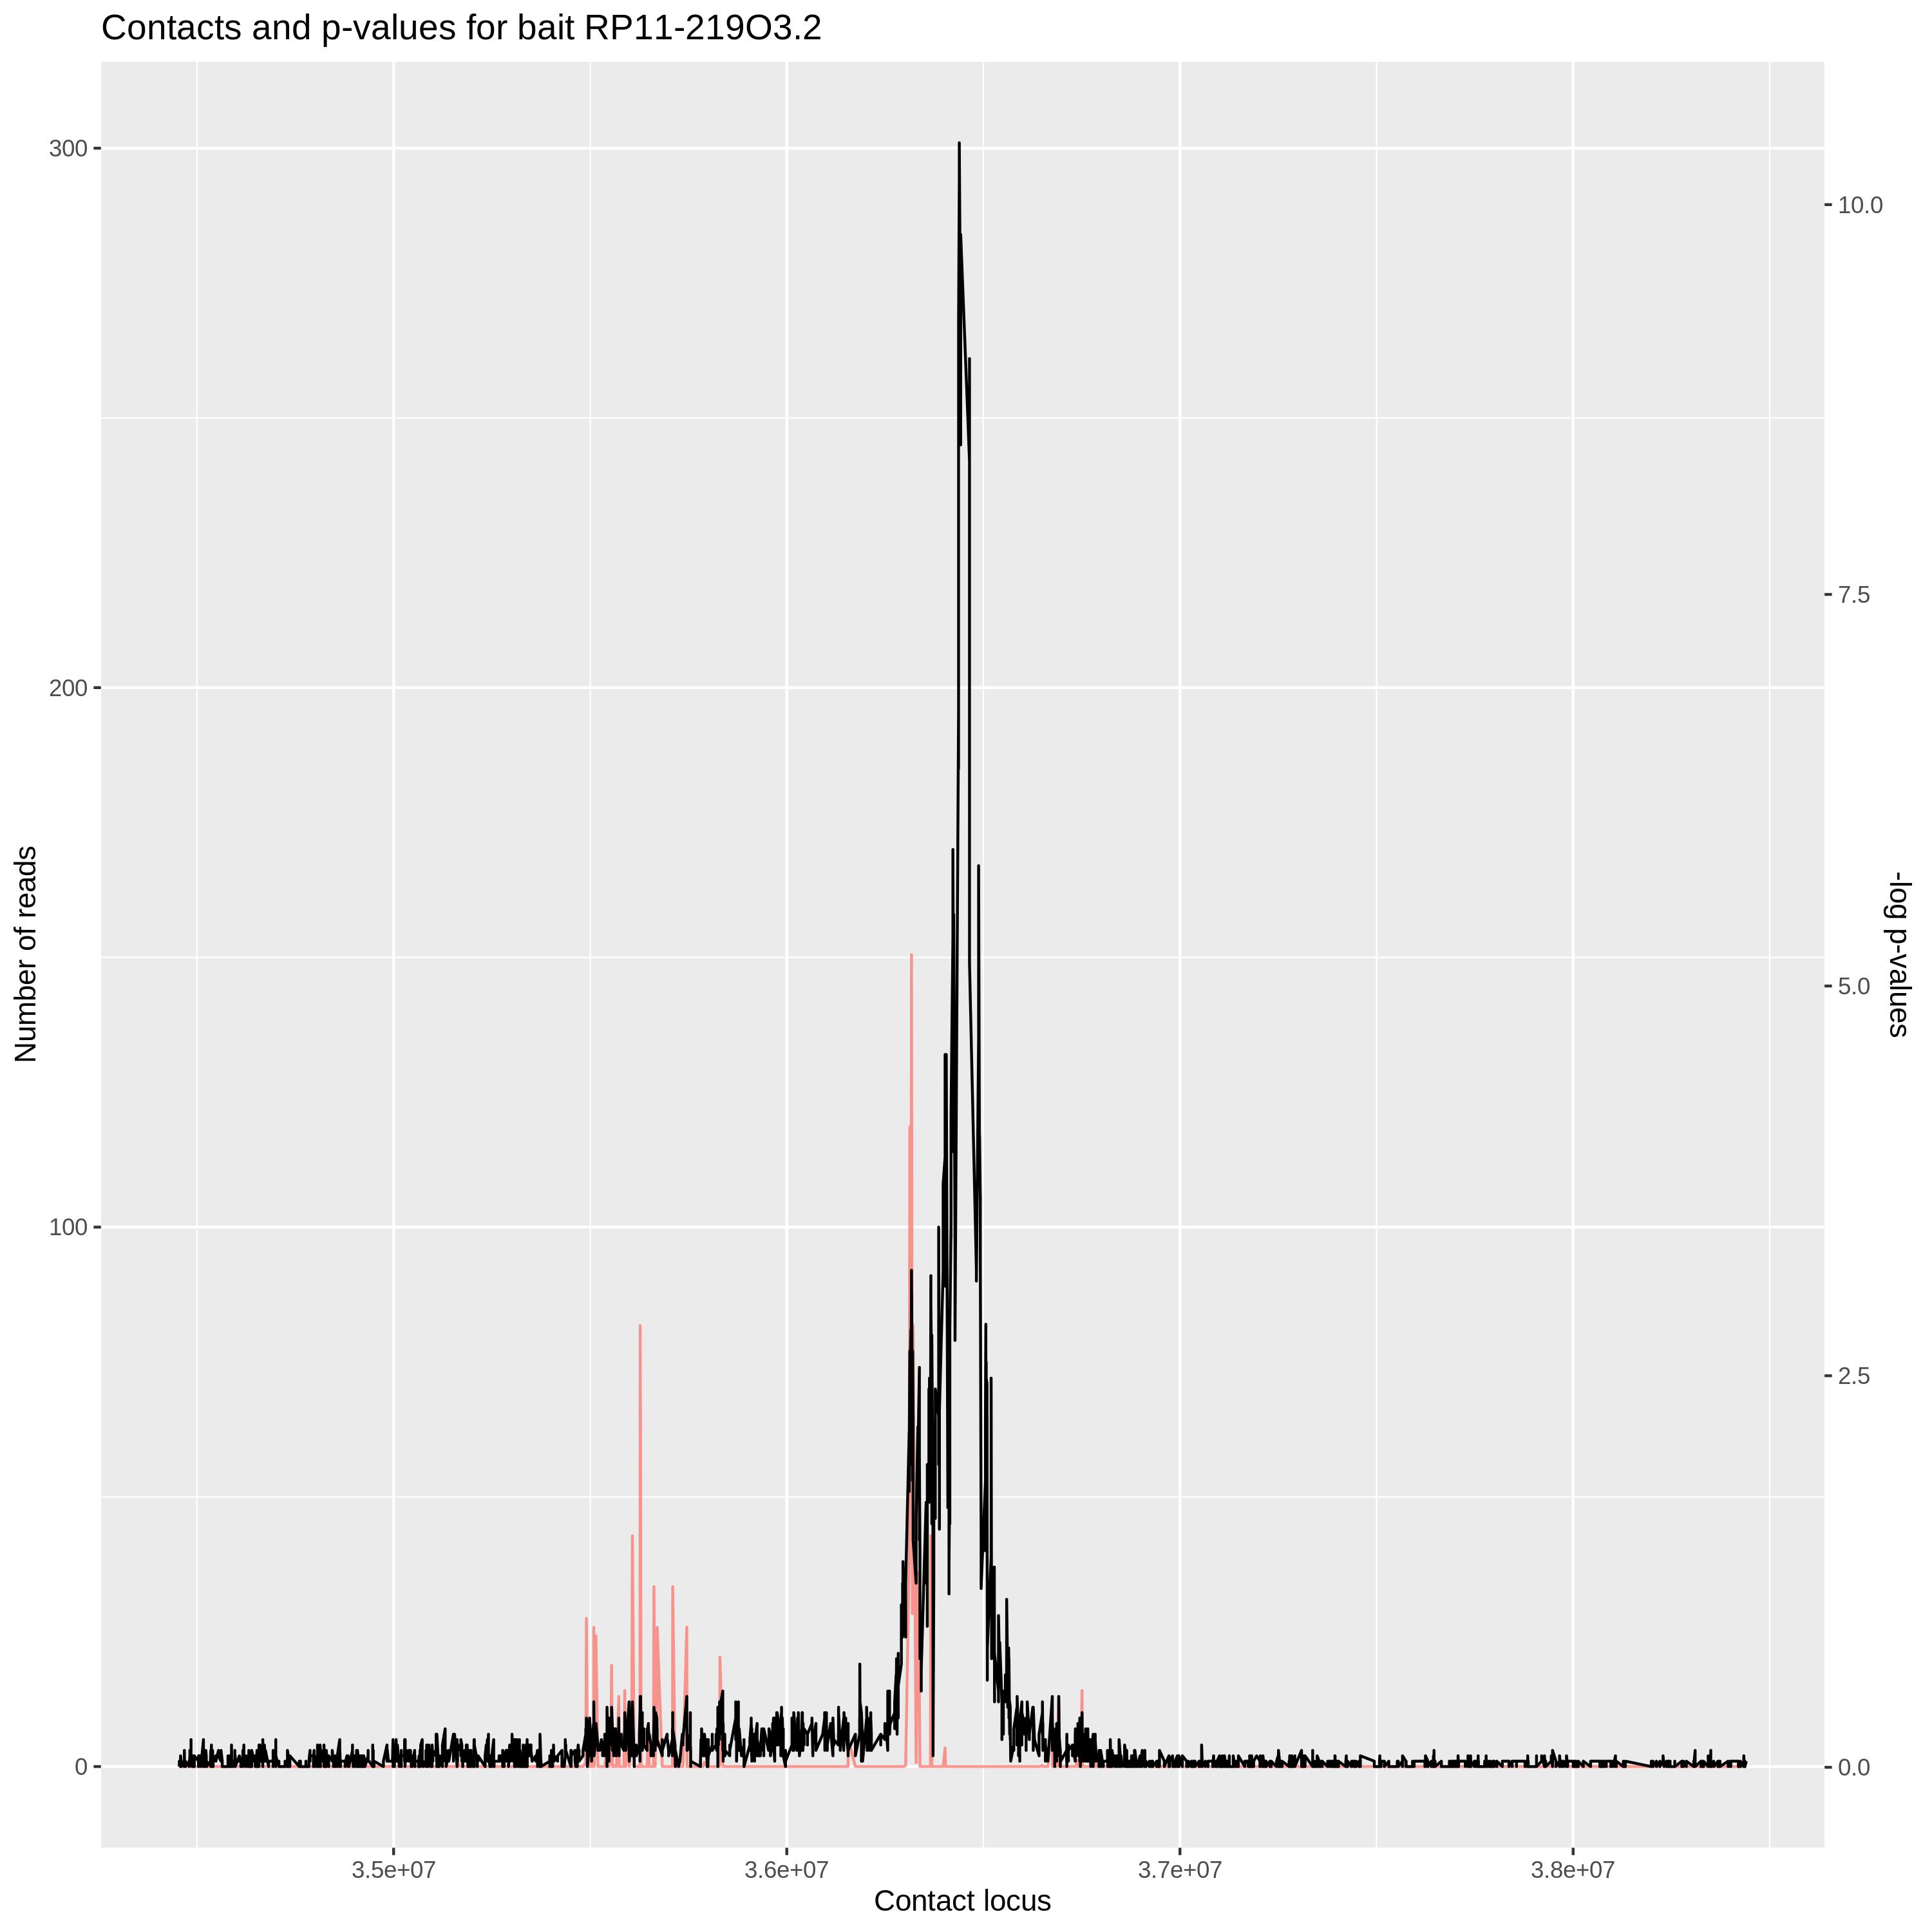 Contacts and p-values for bait RP11-219O3.2
300
200
100
0
Number of reads
10.0
7.5
5.0
2.5
0.0
-log p-values
3.5e+07
3.6e+07
3.7e+07
3.8e+07
Contact locus